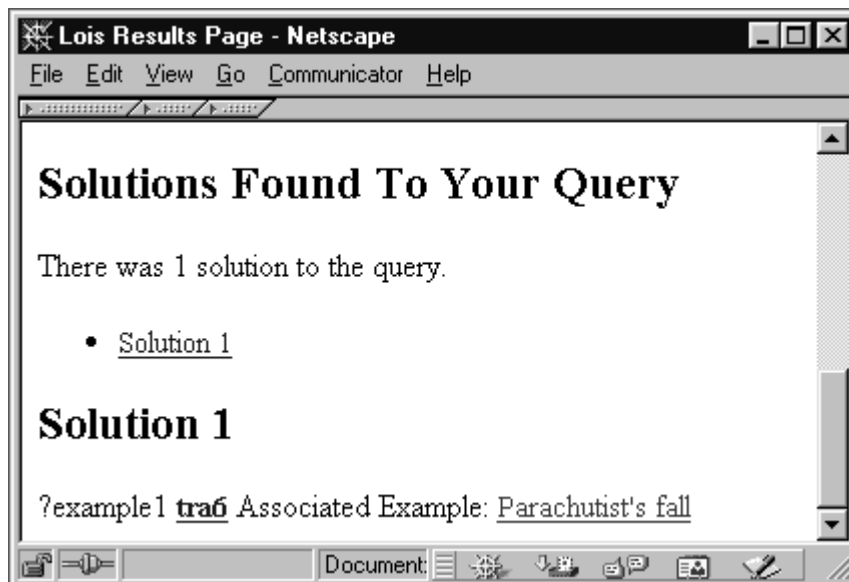 Lois Results Page - Netscape
File Edit View Go Communicator Help
Solutions Found To Your Query
There was 1 solution to the query.
• Solution 1
Solution 1
?example1 tra6 Associated Example: Parachutist's fall
Document: